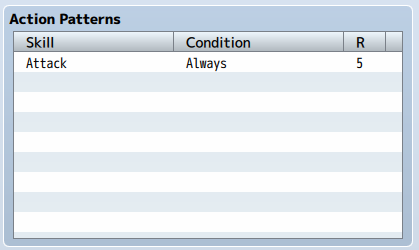 Action Patterns
Skill Condition R
Attack Always 5